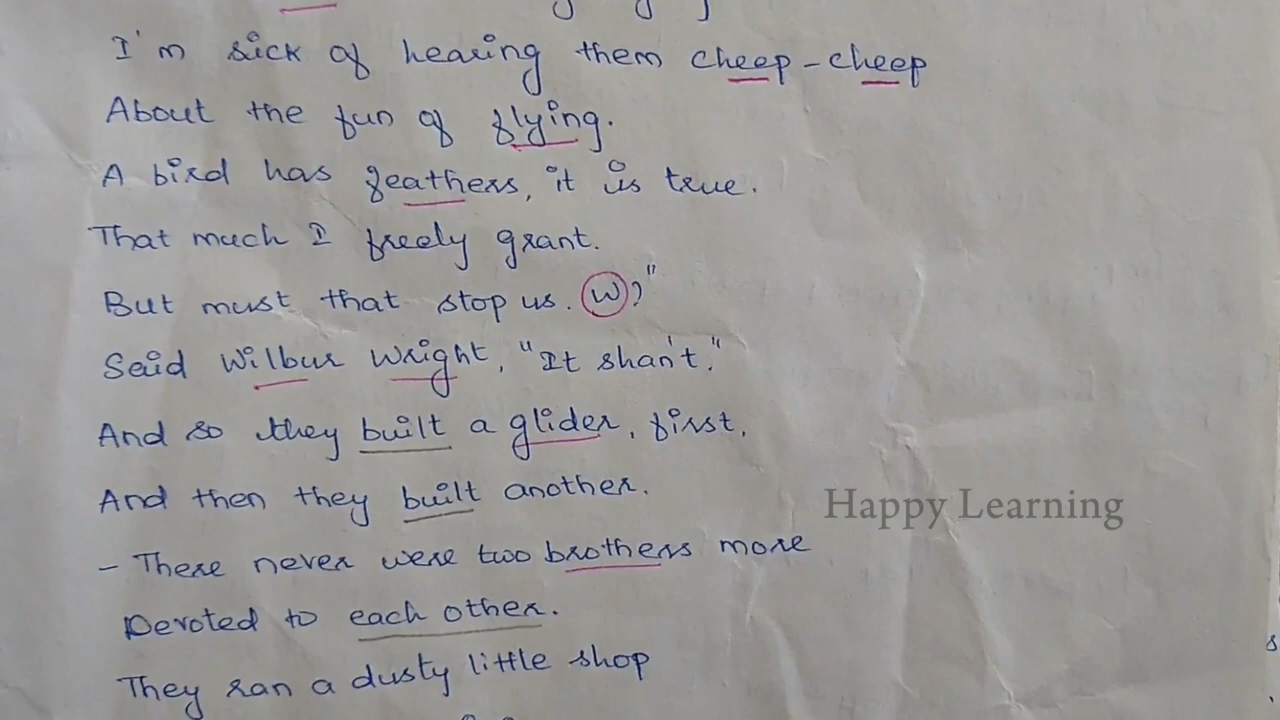 I'm sick of hearing them cheep-cheep
About the fun of flying.
A bird has feathers, it is true.
That much I freely grant.
But must that stop us. W?"
Said Wilbur Wright, "It shan't."
And so they built a glider, first,
And then they built another.
Happy Learning
- There never were two brothers more
Devoted to each other.
They ran a dusty little shop